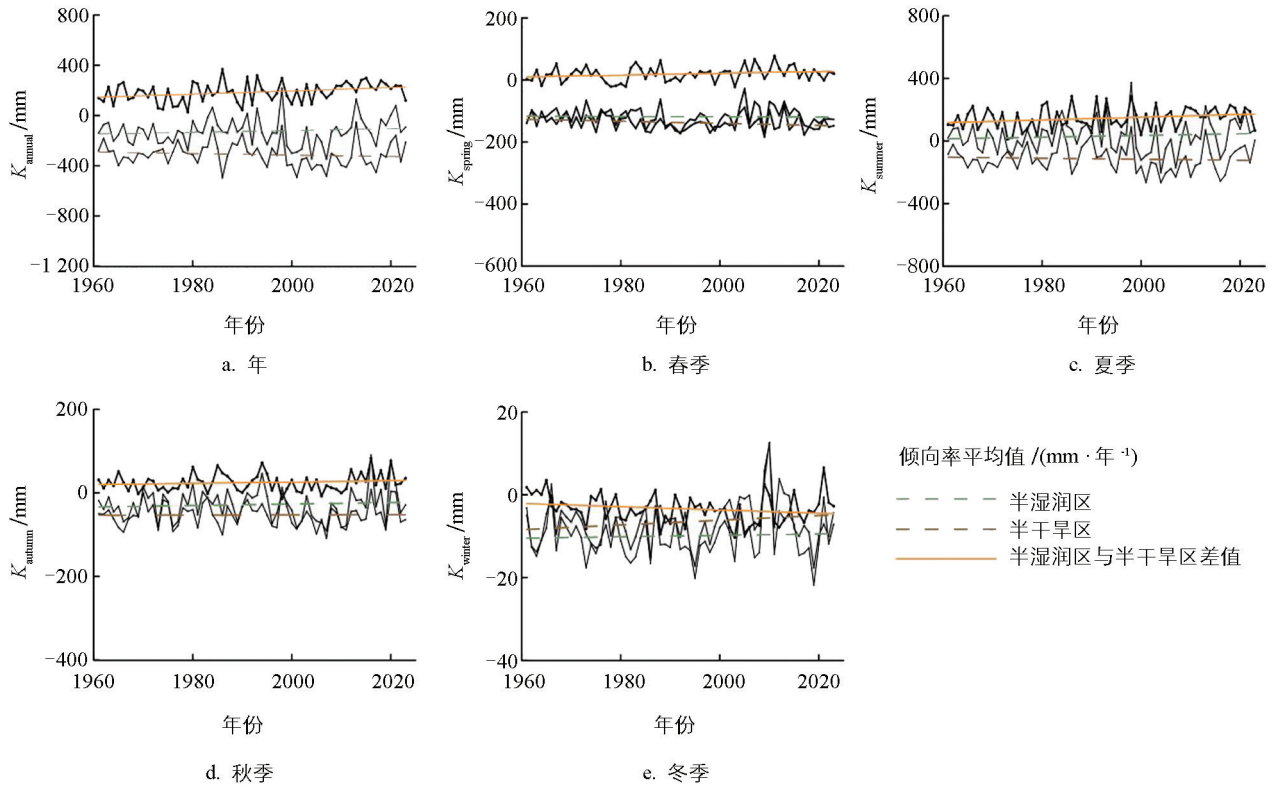 800
400
0
−400
−800
−1 200
K_annual/mm
1960
1980
2000
2020
年份
a. 年
200
0
−200
−400
−600
K_spring/mm
1960
1980
2000
2020
年份
b. 春季
800
400
0
−400
−800
K_summer/mm
1960
1980
2000
2020
年份
c. 夏季
200
0
−200
−400
K_autumn/mm
1960
1980
2000
2020
年份
d. 秋季
20
0
−20
−40
K_winter/mm
1960
1980
2000
2020
年份
e. 冬季
倾向率平均值 /(mm · 年⁻¹)
半湿润区
半干旱区
半湿润区与半干旱区差值